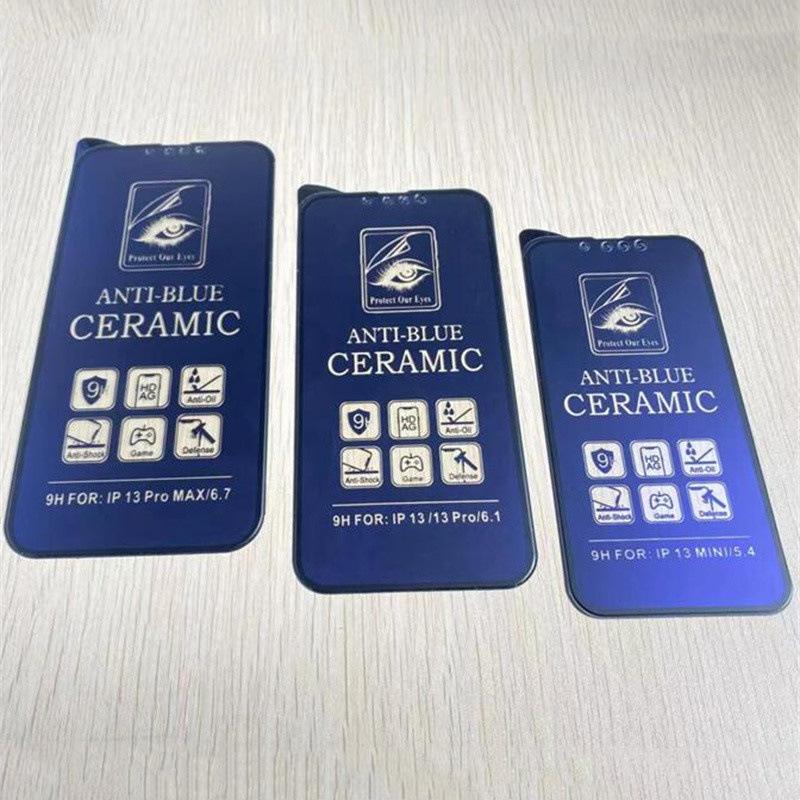 Protect Our Eyes
ANTI-BLUE
CERAMIC
9H
HD
AG
Anti-Oil
Anti-Shock
Game
Defense
9H FOR: IP 13 Pro MAX/6.7
Protect Our Eyes
ANTI-BLUE
CERAMIC
9H
HD
AG
Anti-Oil
Anti-Shock
Game
Defense
9H FOR: IP 13 /13 Pro/6.1
Protect Our Eyes
ANTI-BLUE
CERAMIC
9H
HD
AG
Anti-Oil
Anti-Shock
Game
Defense
9H FOR: IP 13 MINI/5.4